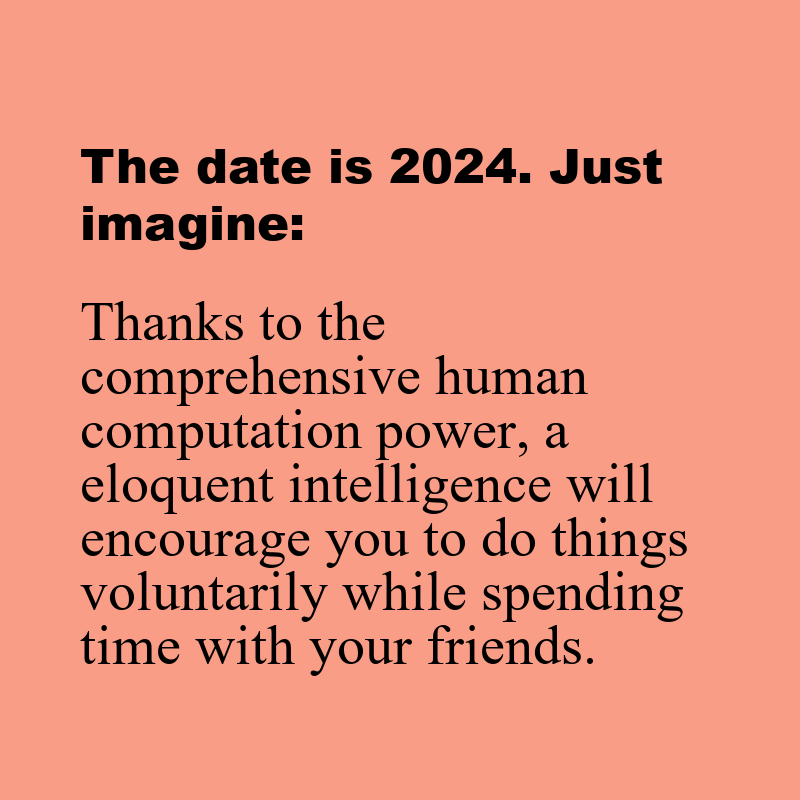 The date is 2024. Just
imagine:
Thanks to the
comprehensive human
computation power, a
eloquent intelligence will
encourage you to do things
voluntarily while spending
time with your friends.